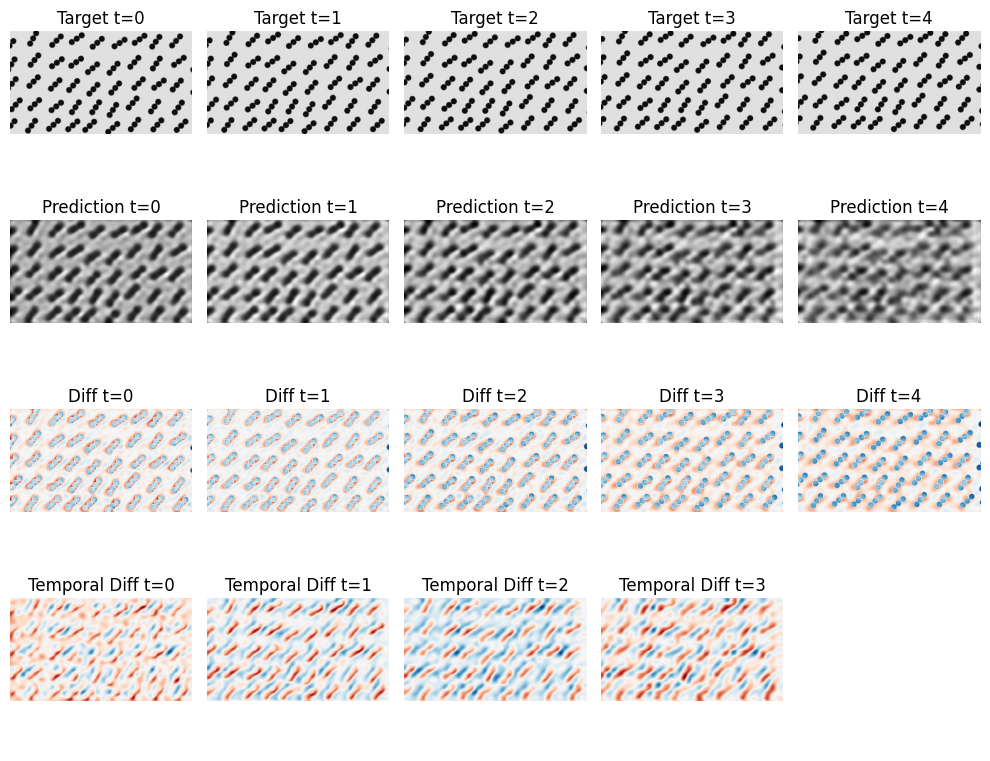 Target t=0 Target t=1 Target t=2 Target t=3 Target t=4
Prediction t=0 Prediction t=1 Prediction t=2 Prediction t=3 Prediction t=4
Diff t=0 Diff t=1 Diff t=2 Diff t=3 Diff t=4
Temporal Diff t=0 Temporal Diff t=1 Temporal Diff t=2 Temporal Diff t=3